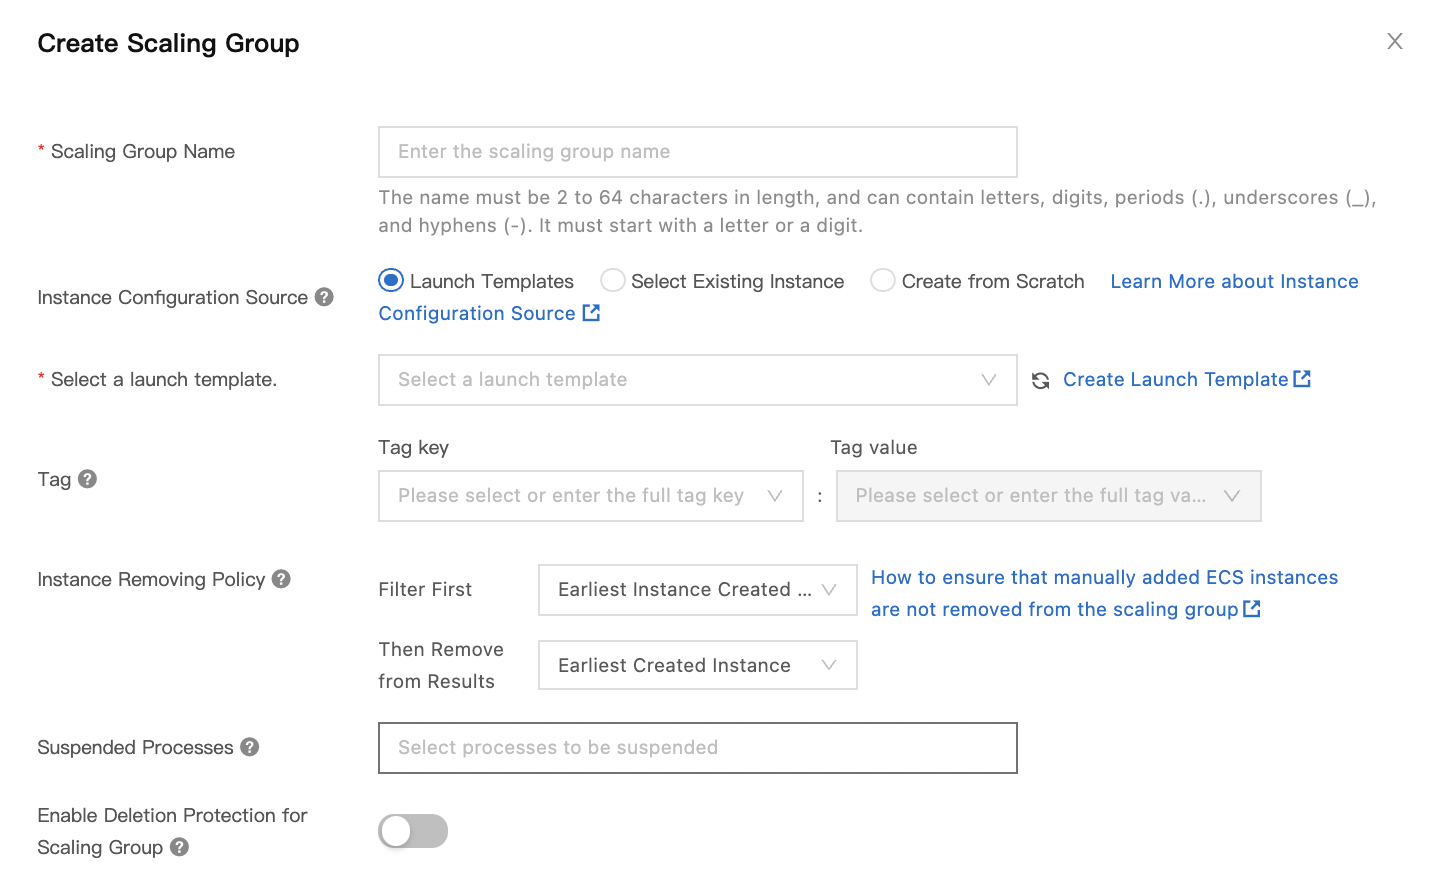 Create Scaling Group
* Scaling Group Name
Enter the scaling group name
The name must be 2 to 64 characters in length, and can contain letters, digits, periods (.), underscores (_),
and hyphens (-). It must start with a letter or a digit.
Instance Configuration Source
Launch Templates
Select Existing Instance
Create from Scratch
Learn More about Instance
Configuration Source
* Select a launch template.
Select a launch template
Create Launch Template
Tag
Tag key
Tag value
Please select or enter the full tag key
:
Please select or enter the full tag va...
Instance Removing Policy
Filter First
Earliest Instance Created ...
How to ensure that manually added ECS instances
are not removed from the scaling group
Then Remove
from Results
Earliest Created Instance
Suspended Processes
Select processes to be suspended
Enable Deletion Protection for
Scaling Group